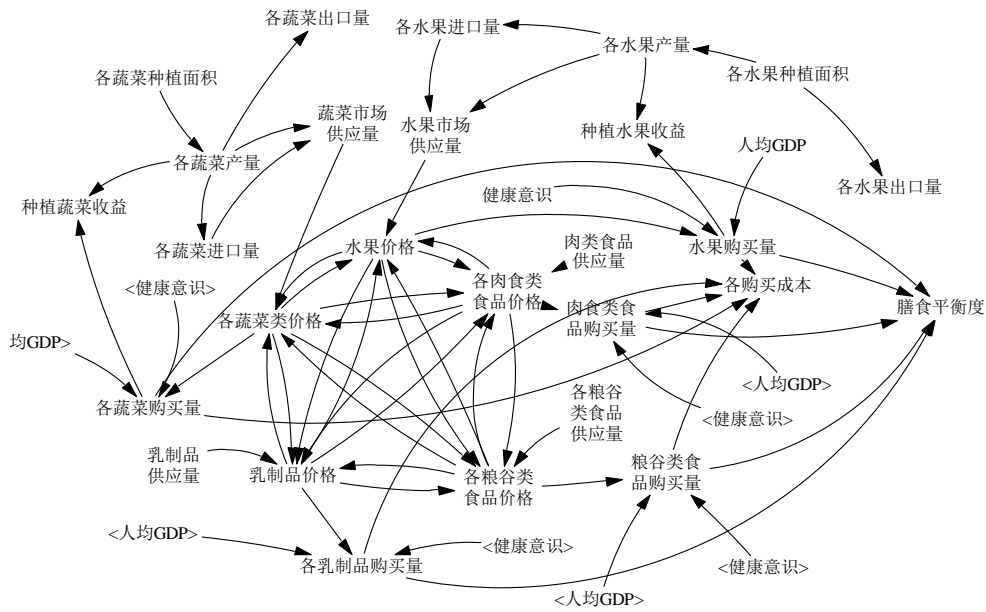 各蔬菜出口量
各水果进口量
各水果产量
各水果种植面积
各蔬菜种植面积
蔬菜市场
供应量
水果市场
供应量
种植水果收益
人均GDP
各蔬菜产量
各水果出口量
种植蔬菜收益
健康意识
各蔬菜进口量
水果价格
肉类食品
供应量
水果购买量
<健康意识>
各肉食类
食品价格
各购买成本
各蔬菜类价格
肉食类食
品购买量
膳食平衡度
均GDP>
<人均GDP>
各蔬菜购买量
各粮谷
类食品
供应量
<健康意识>
乳制品
供应量
乳制品价格
各粮谷类
食品价格
粮谷类食
品购买量
<人均GDP>
<健康意识>
各乳制品购买量
<健康意识>
<人均GDP>